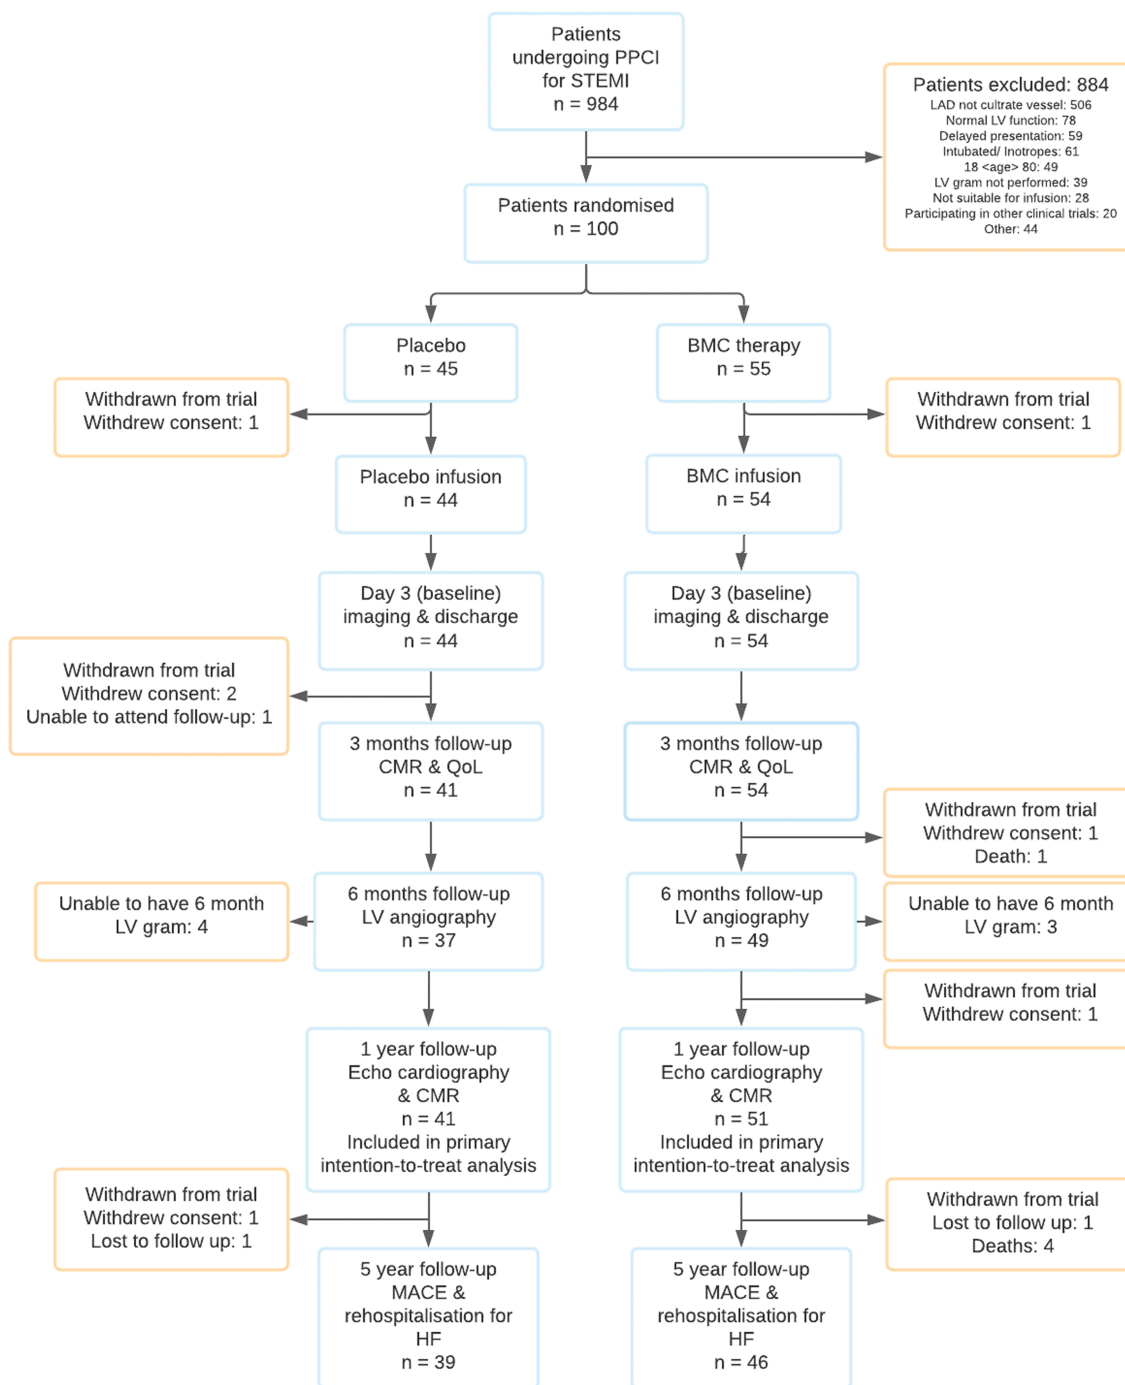 Patients
undergoing PPCI
for STEMI
n = 984
Patients excluded: 884
LAD not cultrate vessel: 506
Normal LV function: 78
Delayed presentation: 59
Intubated/ Inotropes: 61
18 <age> 80: 49
LV gram not performed: 39
Not suitable for infusion: 28
Participating in other clinical trials: 20
Other: 44
Patients randomised
n = 100
Placebo
n = 45
BMC therapy
n = 55
Withdrawn from trial
Withdrew consent: 1
Withdrawn from trial
Withdrew consent: 1
Placebo infusion
n = 44
BMC infusion
n = 54
Day 3 (baseline)
imaging & discharge
n = 44
Day 3 (baseline)
imaging & discharge
n = 54
Withdrawn from trial
Withdrew consent: 2
Unable to attend follow-up: 1
3 months follow-up
CMR & QoL
n = 41
3 months follow-up
CMR & QoL
n = 54
Withdrawn from trial
Withdrew consent: 1
Death: 1
Unable to have 6 month
LV gram: 4
6 months follow-up
LV angiography
n = 37
6 months follow-up
LV angiography
n = 49
Unable to have 6 month
LV gram: 3
Withdrawn from trial
Withdrew consent: 1
1 year follow-up
Echo cardiography
& CMR
n = 41
Included in primary
intention-to-treat analysis
1 year follow-up
Echo cardiography
& CMR
n = 51
Included in primary
intention-to-treat analysis
Withdrawn from trial
Withdrew consent: 1
Lost to follow up: 1
Withdrawn from trial
Lost to follow up: 1
Deaths: 4
5 year follow-up
MACE &
rehospitalisation for
HF
n = 39
5 year follow-up
MACE &
rehospitalisation for
HF
n = 46